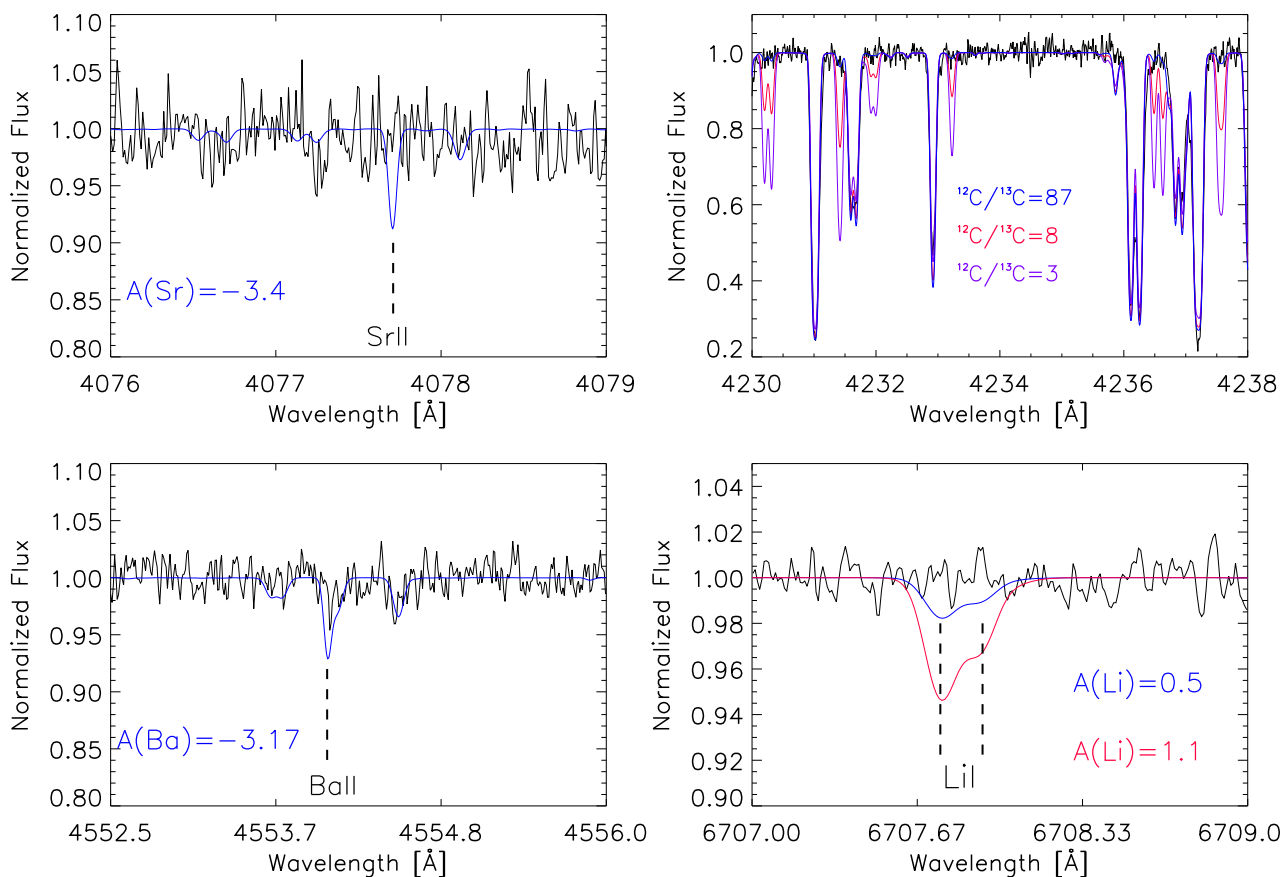 1.10
1.05
1.00
0.95
0.90
0.85
0.80
Normalized Flux
A(Sr)=−3.4
SrII
4076
4077
4078
4079
Wavelength [Å]
1.0
0.8
0.6
0.4
0.2
Normalized Flux
¹²C/¹³C=87
¹²C/¹³C=8
¹²C/¹³C=3
4230
4232
4234
4236
4238
Wavelength [Å]
1.10
1.05
1.00
0.95
0.90
0.85
0.80
Normalized Flux
A(Ba)=−3.17
BaII
4552.5
4553.7
4554.8
4556.0
Wavelength [Å]
1.04
1.02
1.00
0.98
0.96
0.94
0.92
0.90
Normalized Flux
A(Li)=0.5
A(Li)=1.1
LiI
6707.00
6707.67
6708.33
6709.0
Wavelength [Å]